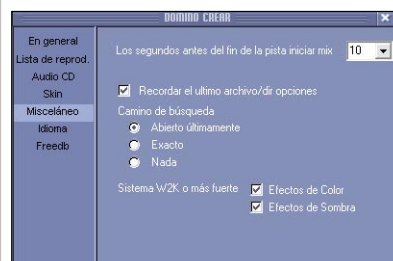 DOMINO CREAR
En general
Lista de reprod.
Audio CD
Skin
Misceláneo
Idioma
Freedb
Los segundos antes del fin de la pista iniciar mix 10
Recordar el ultimo archivo/dir opciones
Camino de búsqueda
Abierto últimamente
Exacto
Nada
Sistema W2K o más fuerte
Efectos de Color
Efectos de Sombra